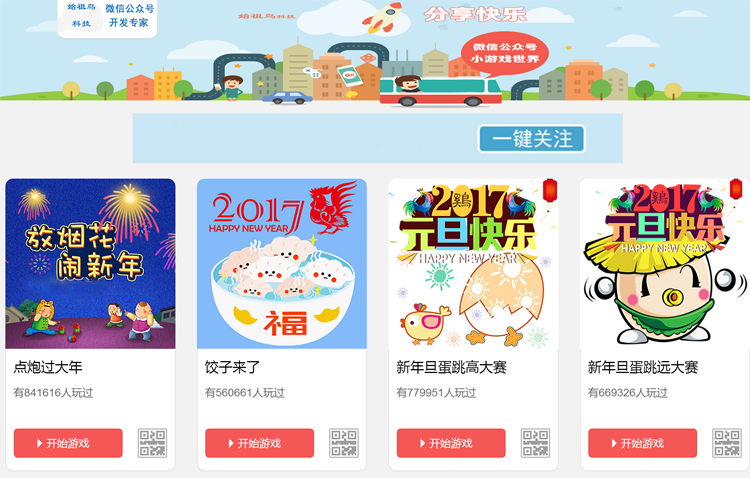 始祖鸟
科技
微信公众号
开发专家
始祖鸟科技
分享快乐
微信公众号
小游戏世界
一键关注
放烟花
闹新年
点炮过大年
有841616人玩过
开始游戏
2017
HAPPY NEW YEAR
福
饺子来了
有560661人玩过
开始游戏
2017
鷄
元旦快乐
HAPPY NEW YEAR
新年旦蛋跳高大赛
有779951人玩过
开始游戏
2017
鷄
元旦快乐
HAPPY NEW YEAR
新年旦蛋跳远大赛
有669326人玩过
开始游戏